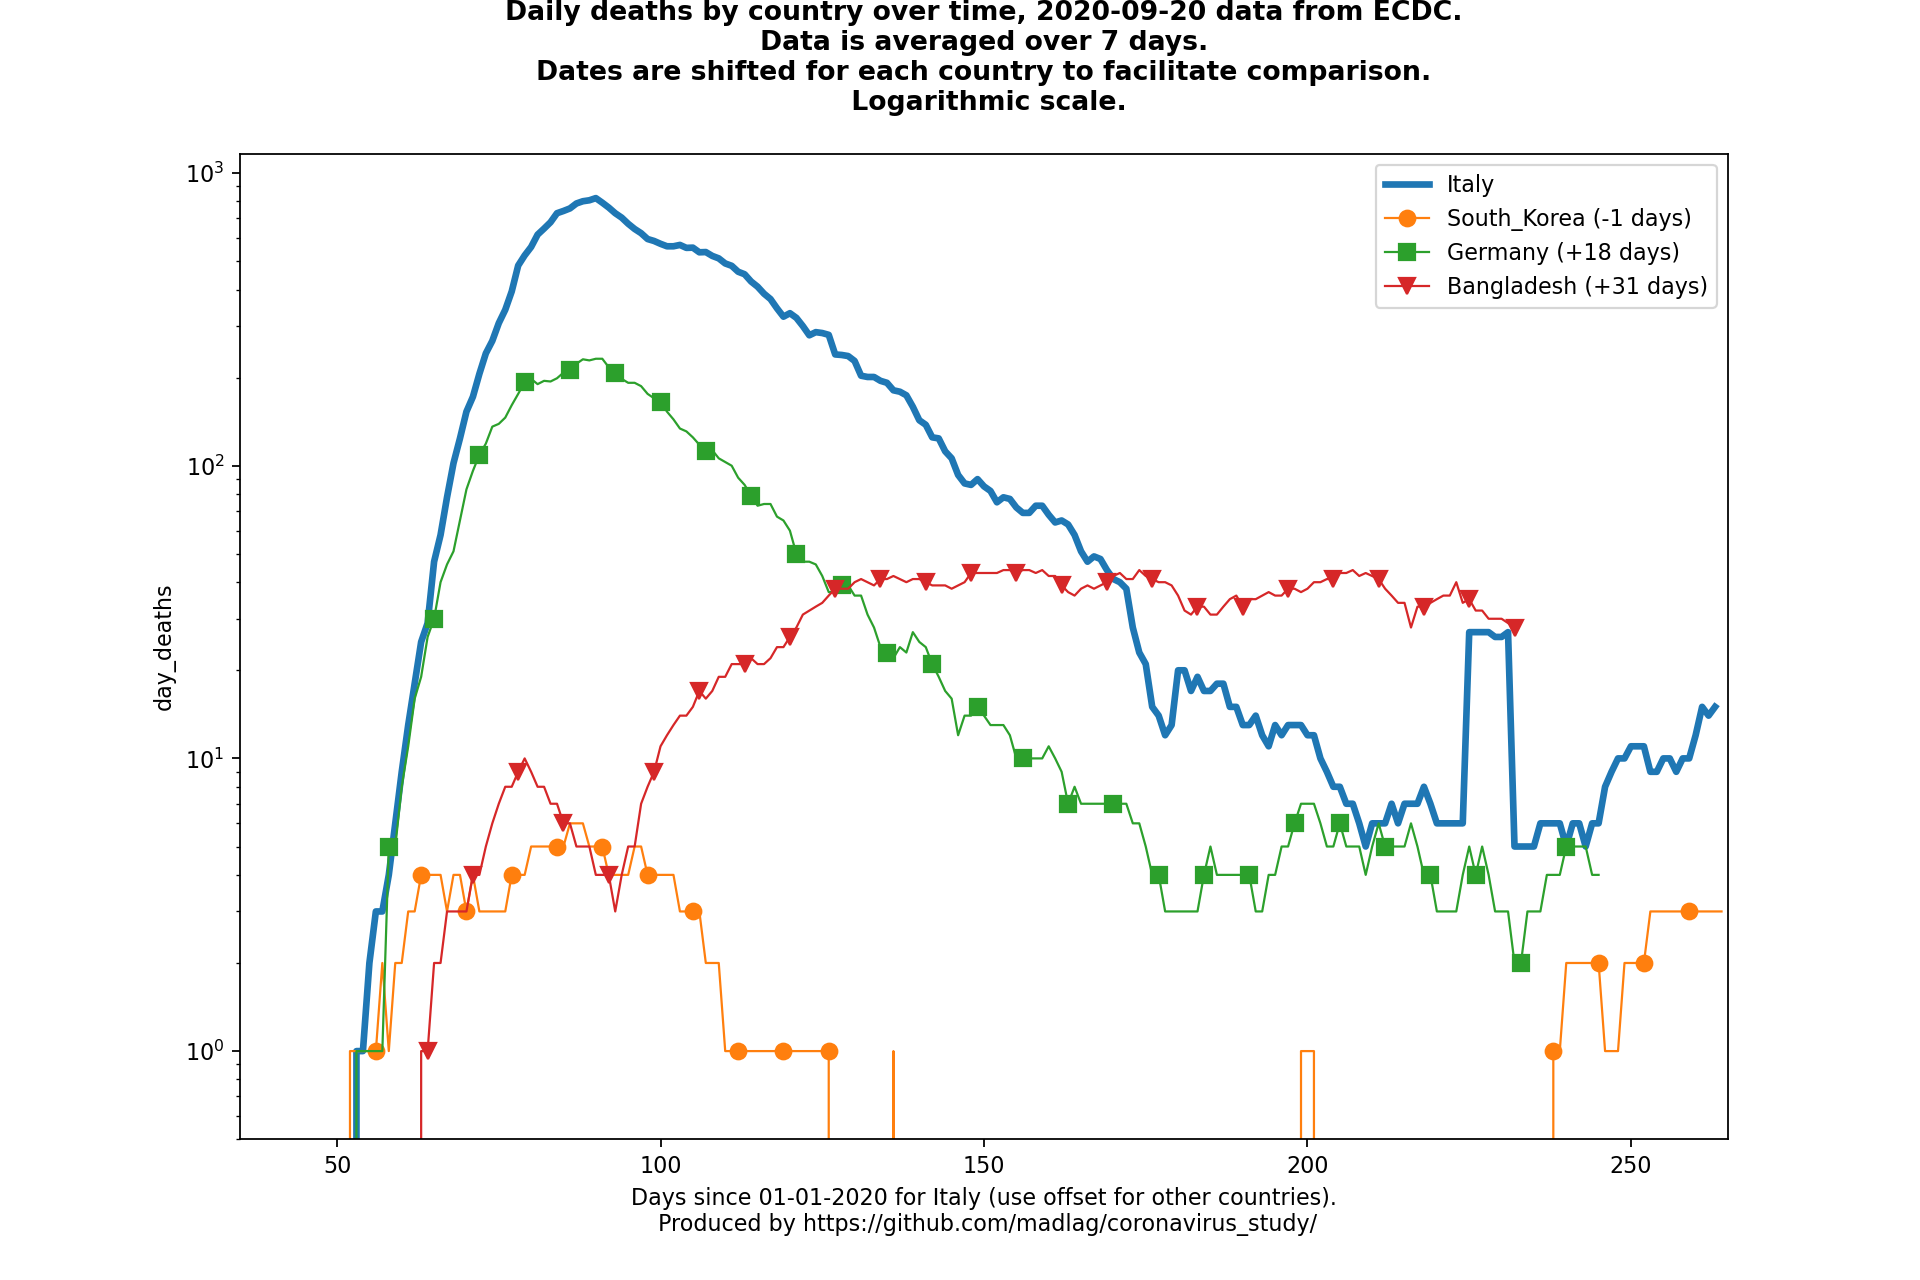 Daily deaths by country over time, 2020-09-20 data from ECDC.
Data is averaged over 7 days.
Dates are shifted for each country to facilitate comparison.
Logarithmic scale.
10³
10²
10¹
10⁰
day_deaths
Italy
South_Korea (-1 days)
Germany (+18 days)
Bangladesh (+31 days)
50 100 150 200 250
Days since 01-01-2020 for Italy (use offset for other countries).
Produced by https://github.com/madlag/coronavirus_study/